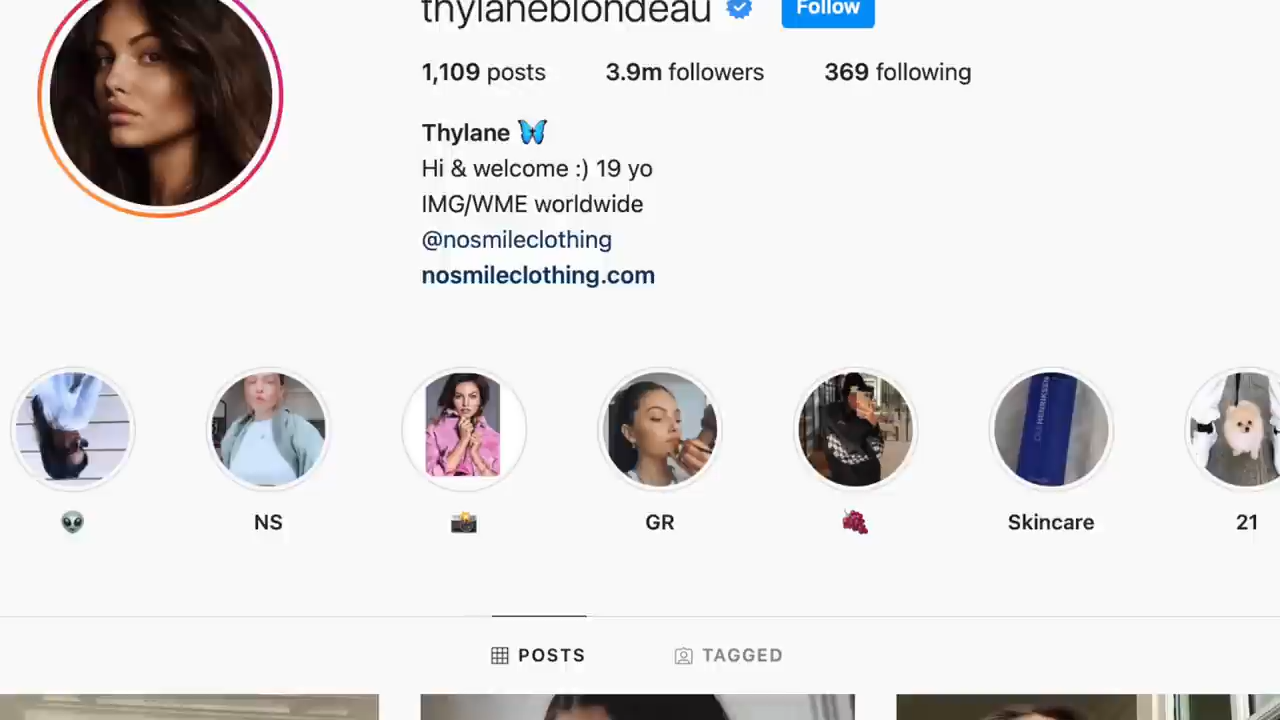 thylaneblondeau Follow
1,109 posts 3.9m followers 369 following
Thylane 🦋
Hi & welcome :) 19 yo
IMG/WME worldwide
@nosmileclothing
nosmileclothing.com
👽 NS 📸 GR 🍇 Skincare 21
POSTS TAGGED